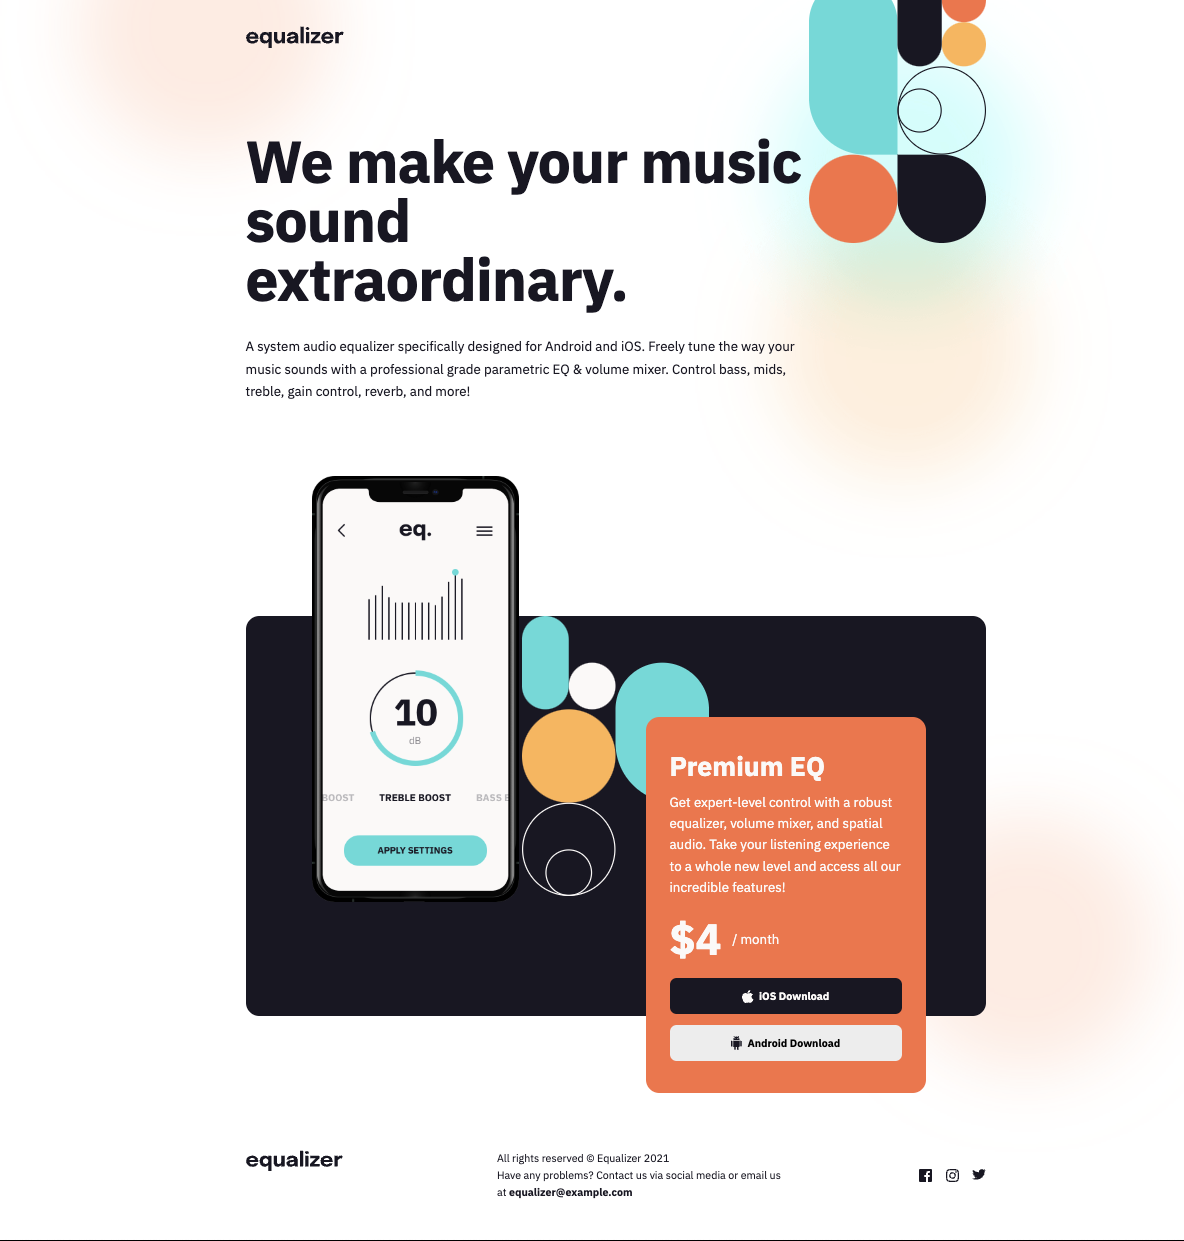 equalizer
We make your music
sound
extraordinary.
A system audio equalizer specifically designed for Android and iOS. Freely tune the way your
music sounds with a professional grade parametric EQ & volume mixer. Control bass, mids,
treble, gain control, reverb, and more!
eq.
10
dB
BOOST TREBLE BOOST BASS B
APPLY SETTINGS
Premium EQ
Get expert-level control with a robust
equalizer, volume mixer, and spatial
audio. Take your listening experience
to a whole new level and access all our
incredible features!
$4 / month
iOS Download
Android Download
equalizer
All rights reserved © Equalizer 2021
Have any problems? Contact us via social media or email us
at equalizer@example.com